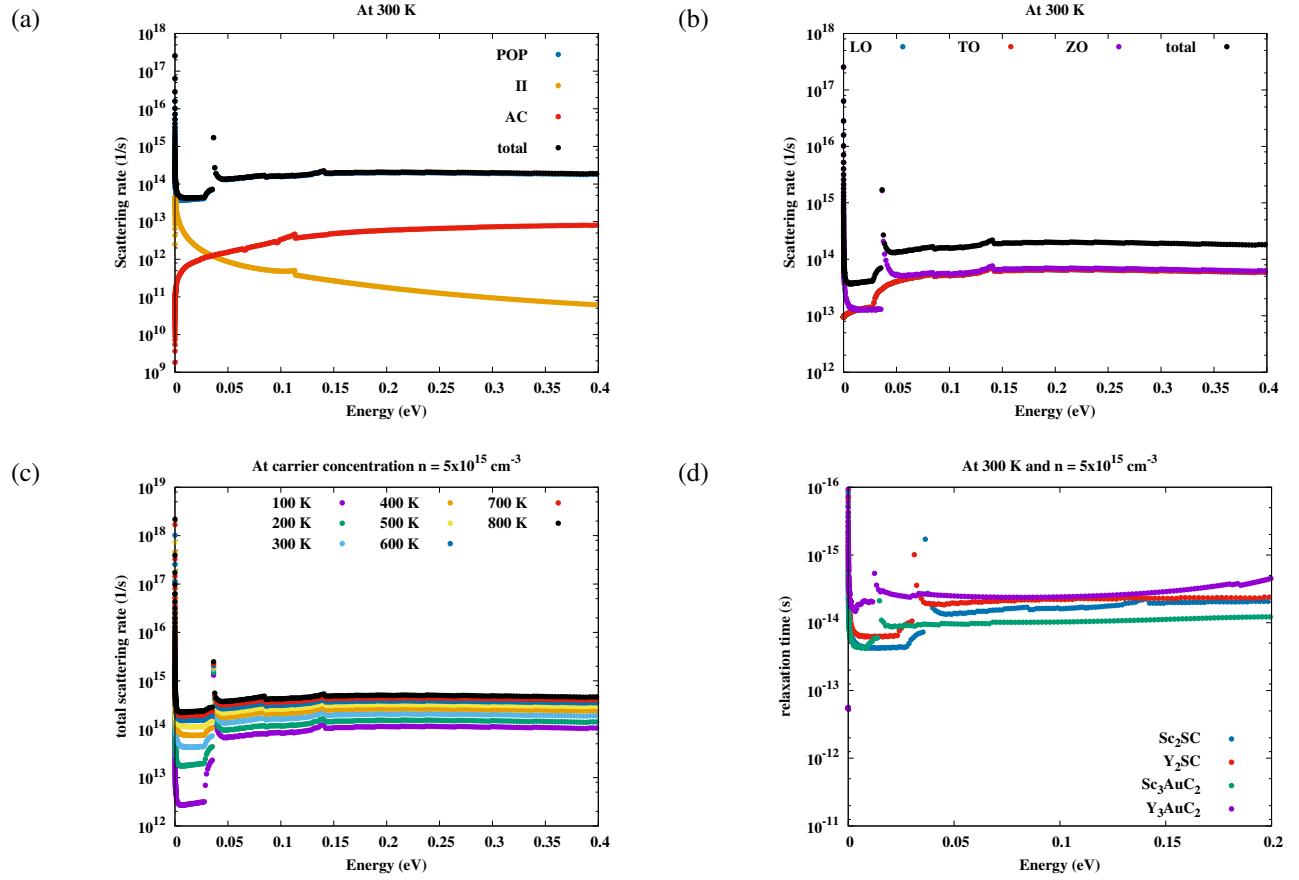 (a)
At 300 K
10^18
10^17
10^16
10^15
10^14
10^13
10^12
10^11
10^10
10^9
Scattering rate (1/s)
POP
II
AC
total
0 0.05 0.1 0.15 0.2 0.25 0.3 0.35 0.4
Energy (eV)
(b)
At 300 K
10^18
10^17
10^16
10^15
10^14
10^13
10^12
Scattering rate (1/s)
LO TO ZO total
0 0.05 0.1 0.15 0.2 0.25 0.3 0.35 0.4
Energy (eV)
(c)
At carrier concentration n = 5x10^15 cm^-3
10^19
10^18
10^17
10^16
10^15
10^14
10^13
10^12
total scattering rate (1/s)
100 K 400 K 700 K
200 K 500 K 800 K
300 K 600 K
0 0.05 0.1 0.15 0.2 0.25 0.3 0.35 0.4
Energy (eV)
(d)
At 300 K and n = 5x10^15 cm^-3
10^-16
10^-15
10^-14
10^-13
10^-12
10^-11
relaxation time (s)
Sc₂SC
Y₂SC
Sc₃AuC₂
Y₃AuC₂
0 0.05 0.1 0.15 0.2
Energy (eV)